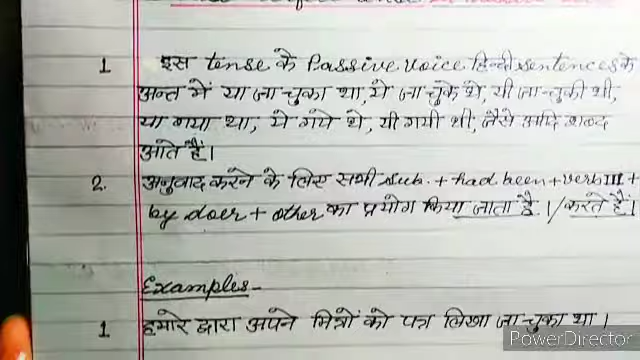 1 इस tense के Passive voice हिन्दी sentences के
अन्त में या जा चुका था, ये जा चुके थे, यी जा चुकी थी,
या गया था, ये गये थे, यी गयी थी, जैसे आदि शब्द
आते हैं।
2. अनुवाद करने के लिए सभी sub. + had been + verb III +
by doer + other का प्रयोग किया जाता है। / करते हैं।
Examples -
1 हमारे द्वारा अपने मित्रों को पत्र लिखा जा चुका था।
PowerDirector